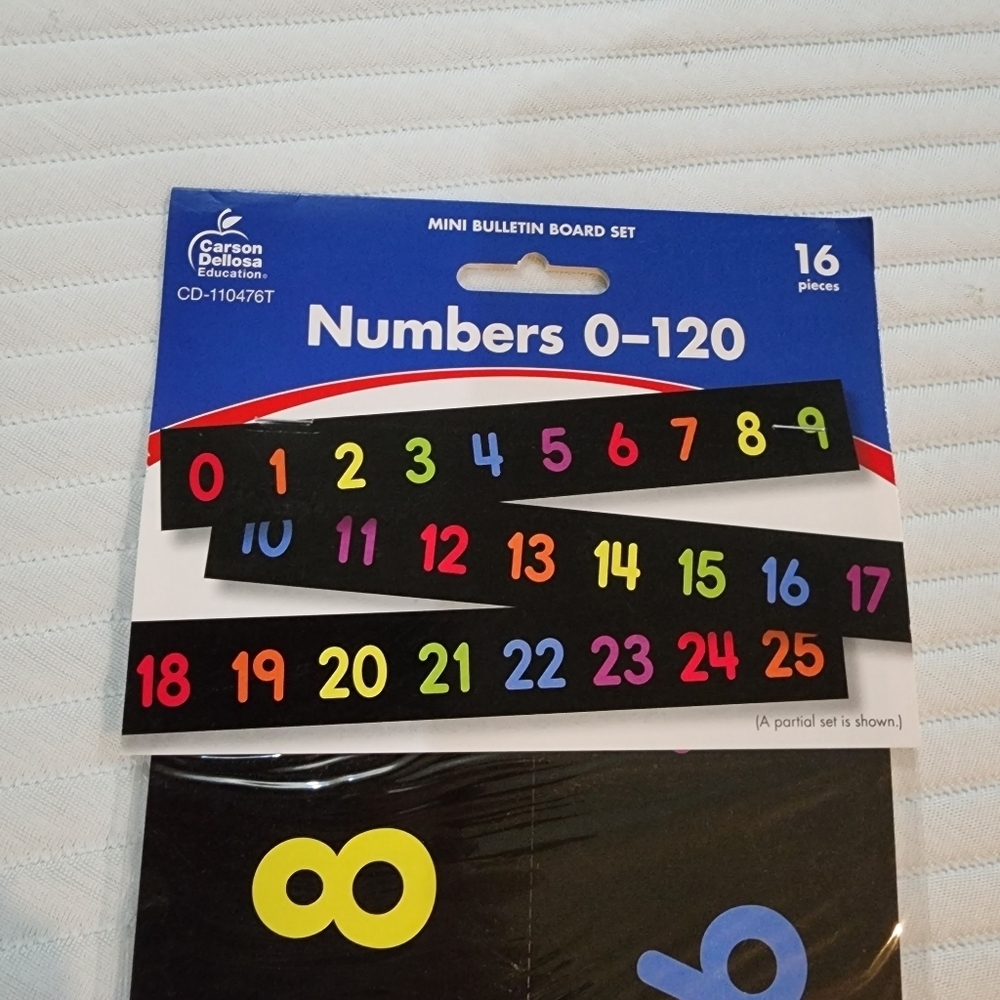 MINI BULLETIN BOARD SET
Carson
Dellosa
Education®
CD-110476T
16
pieces
Numbers 0–120
0 1 2 3 4 5 6 7 8 9
10 11 12 13 14 15 16 17
18 19 20 21 22 23 24 25
(A partial set is shown.)
8